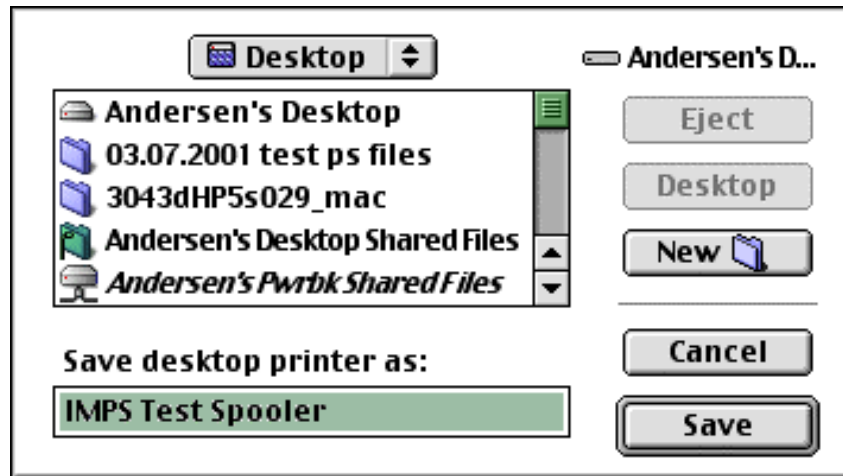 Desktop
Andersen's D...
Andersen's Desktop
03.07.2001 test ps files
3043dHP5s029_mac
Andersen's Desktop Shared Files
Andersen's Pwrbk Shared Files
Eject
Desktop
New
Save desktop printer as:
IMPS Test Spooler
Cancel
Save